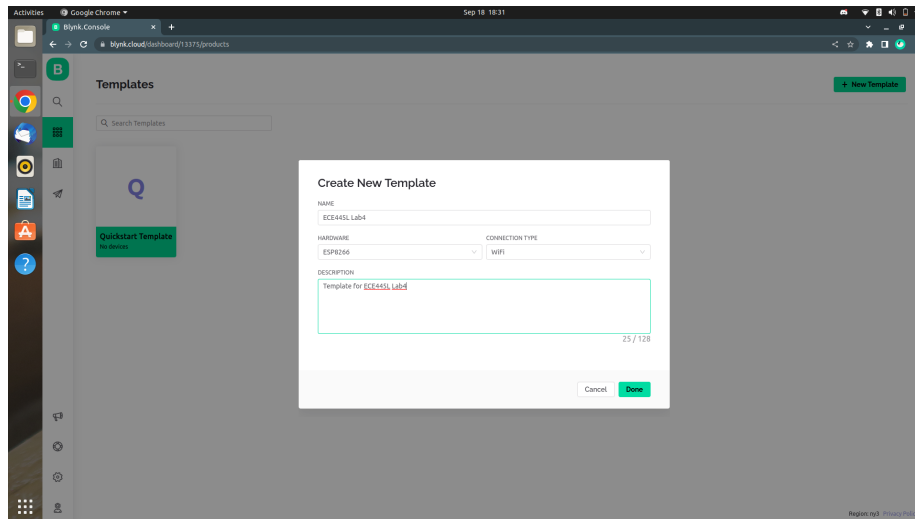 Activities
Google Chrome
Sep 18 18:31
Blynk.Console
blynk.cloud/dashboard/13375/products
B
Templates
+ New Template
Search Templates
Q
Quickstart Template
No devices
Create New Template
NAME
ECE445L Lab4
HARDWARE
CONNECTION TYPE
ESP8266
WiFi
DESCRIPTION
Template for ECE445L Lab4
25 / 128
Cancel
Done
Region: ny3 Privacy Poli